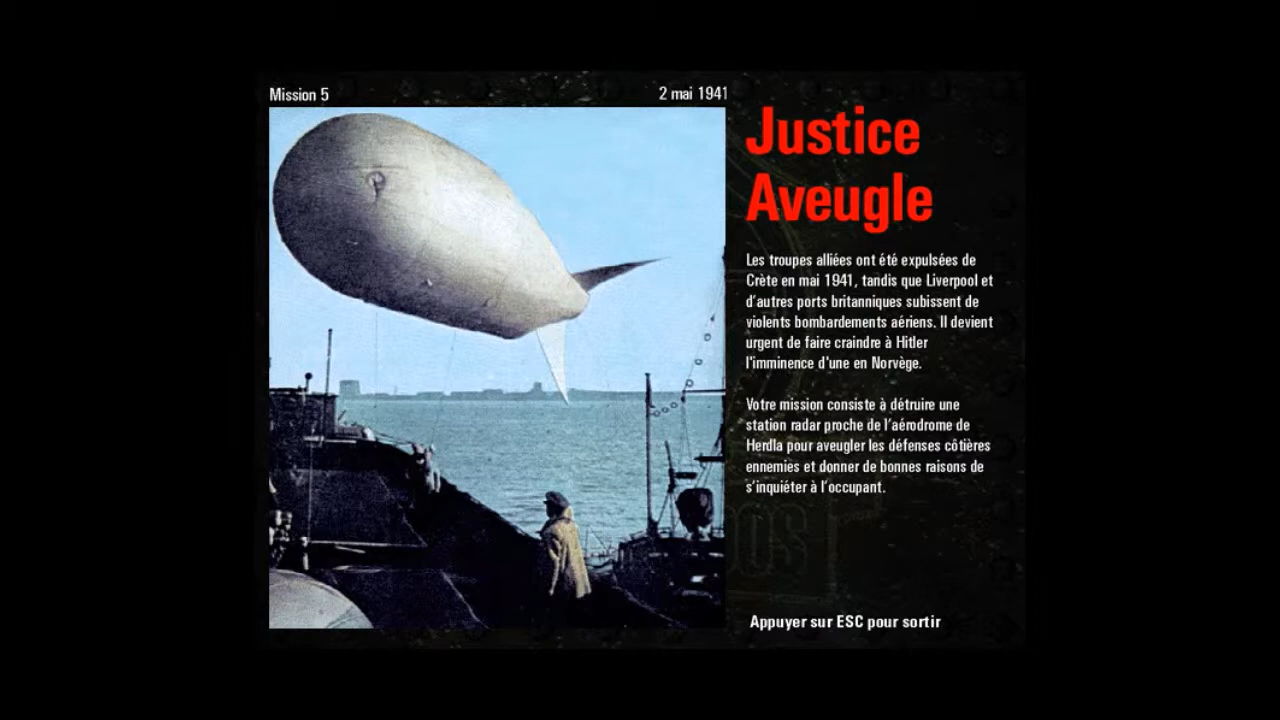 Mission 5
2 mai 1941
Justice
Aveugle
Les troupes alliées ont été expulsées de
Crète en mai 1941, tandis que Liverpool et
d'autres ports britanniques subissent de
violents bombardements aériens. Il devient
urgent de faire craindre à Hitler
l'imminence d'une en Norvège.
Votre mission consiste à détruire une
station radar proche de l'aérodrome de
Herdla pour aveugler les défenses côtières
ennemies et donner de bonnes raisons de
s'inquiéter à l'occupant.
Appuyer sur ESC pour sortir